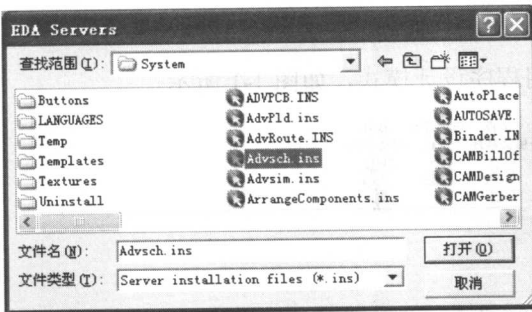 EDA Servers
查找范围(I): System
Buttons
LANGUAGES
Temp
Templates
Textures
Uninstall
ADVPCB.INS
AdvPld.ins
AdvRoute.INS
Advsch.ins
Advsim.ins
ArrangeComponents.ins
AutoPlace
AUTOSAVE.
Binder.IN
CAMBillOf
CAMDesign
CAMGerber
文件名(N): Advsch.ins 打开(O)
文件类型(T): Server installation files (*.ins) 取消